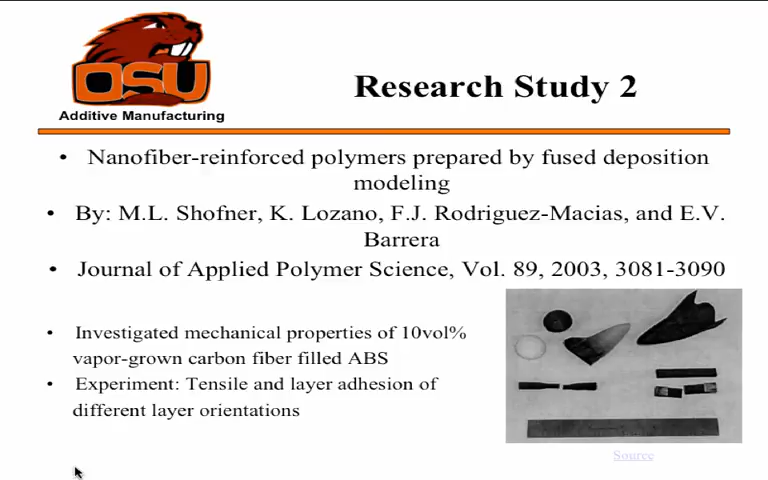 OSU
Additive Manufacturing
Research Study 2
• Nanofiber-reinforced polymers prepared by fused deposition
modeling
• By: M.L. Shofner, K. Lozano, F.J. Rodriguez-Macias, and E.V.
Barrera
• Journal of Applied Polymer Science, Vol. 89, 2003, 3081-3090
• Investigated mechanical properties of 10vol%
vapor-grown carbon fiber filled ABS
• Experiment: Tensile and layer adhesion of
different layer orientations
Source